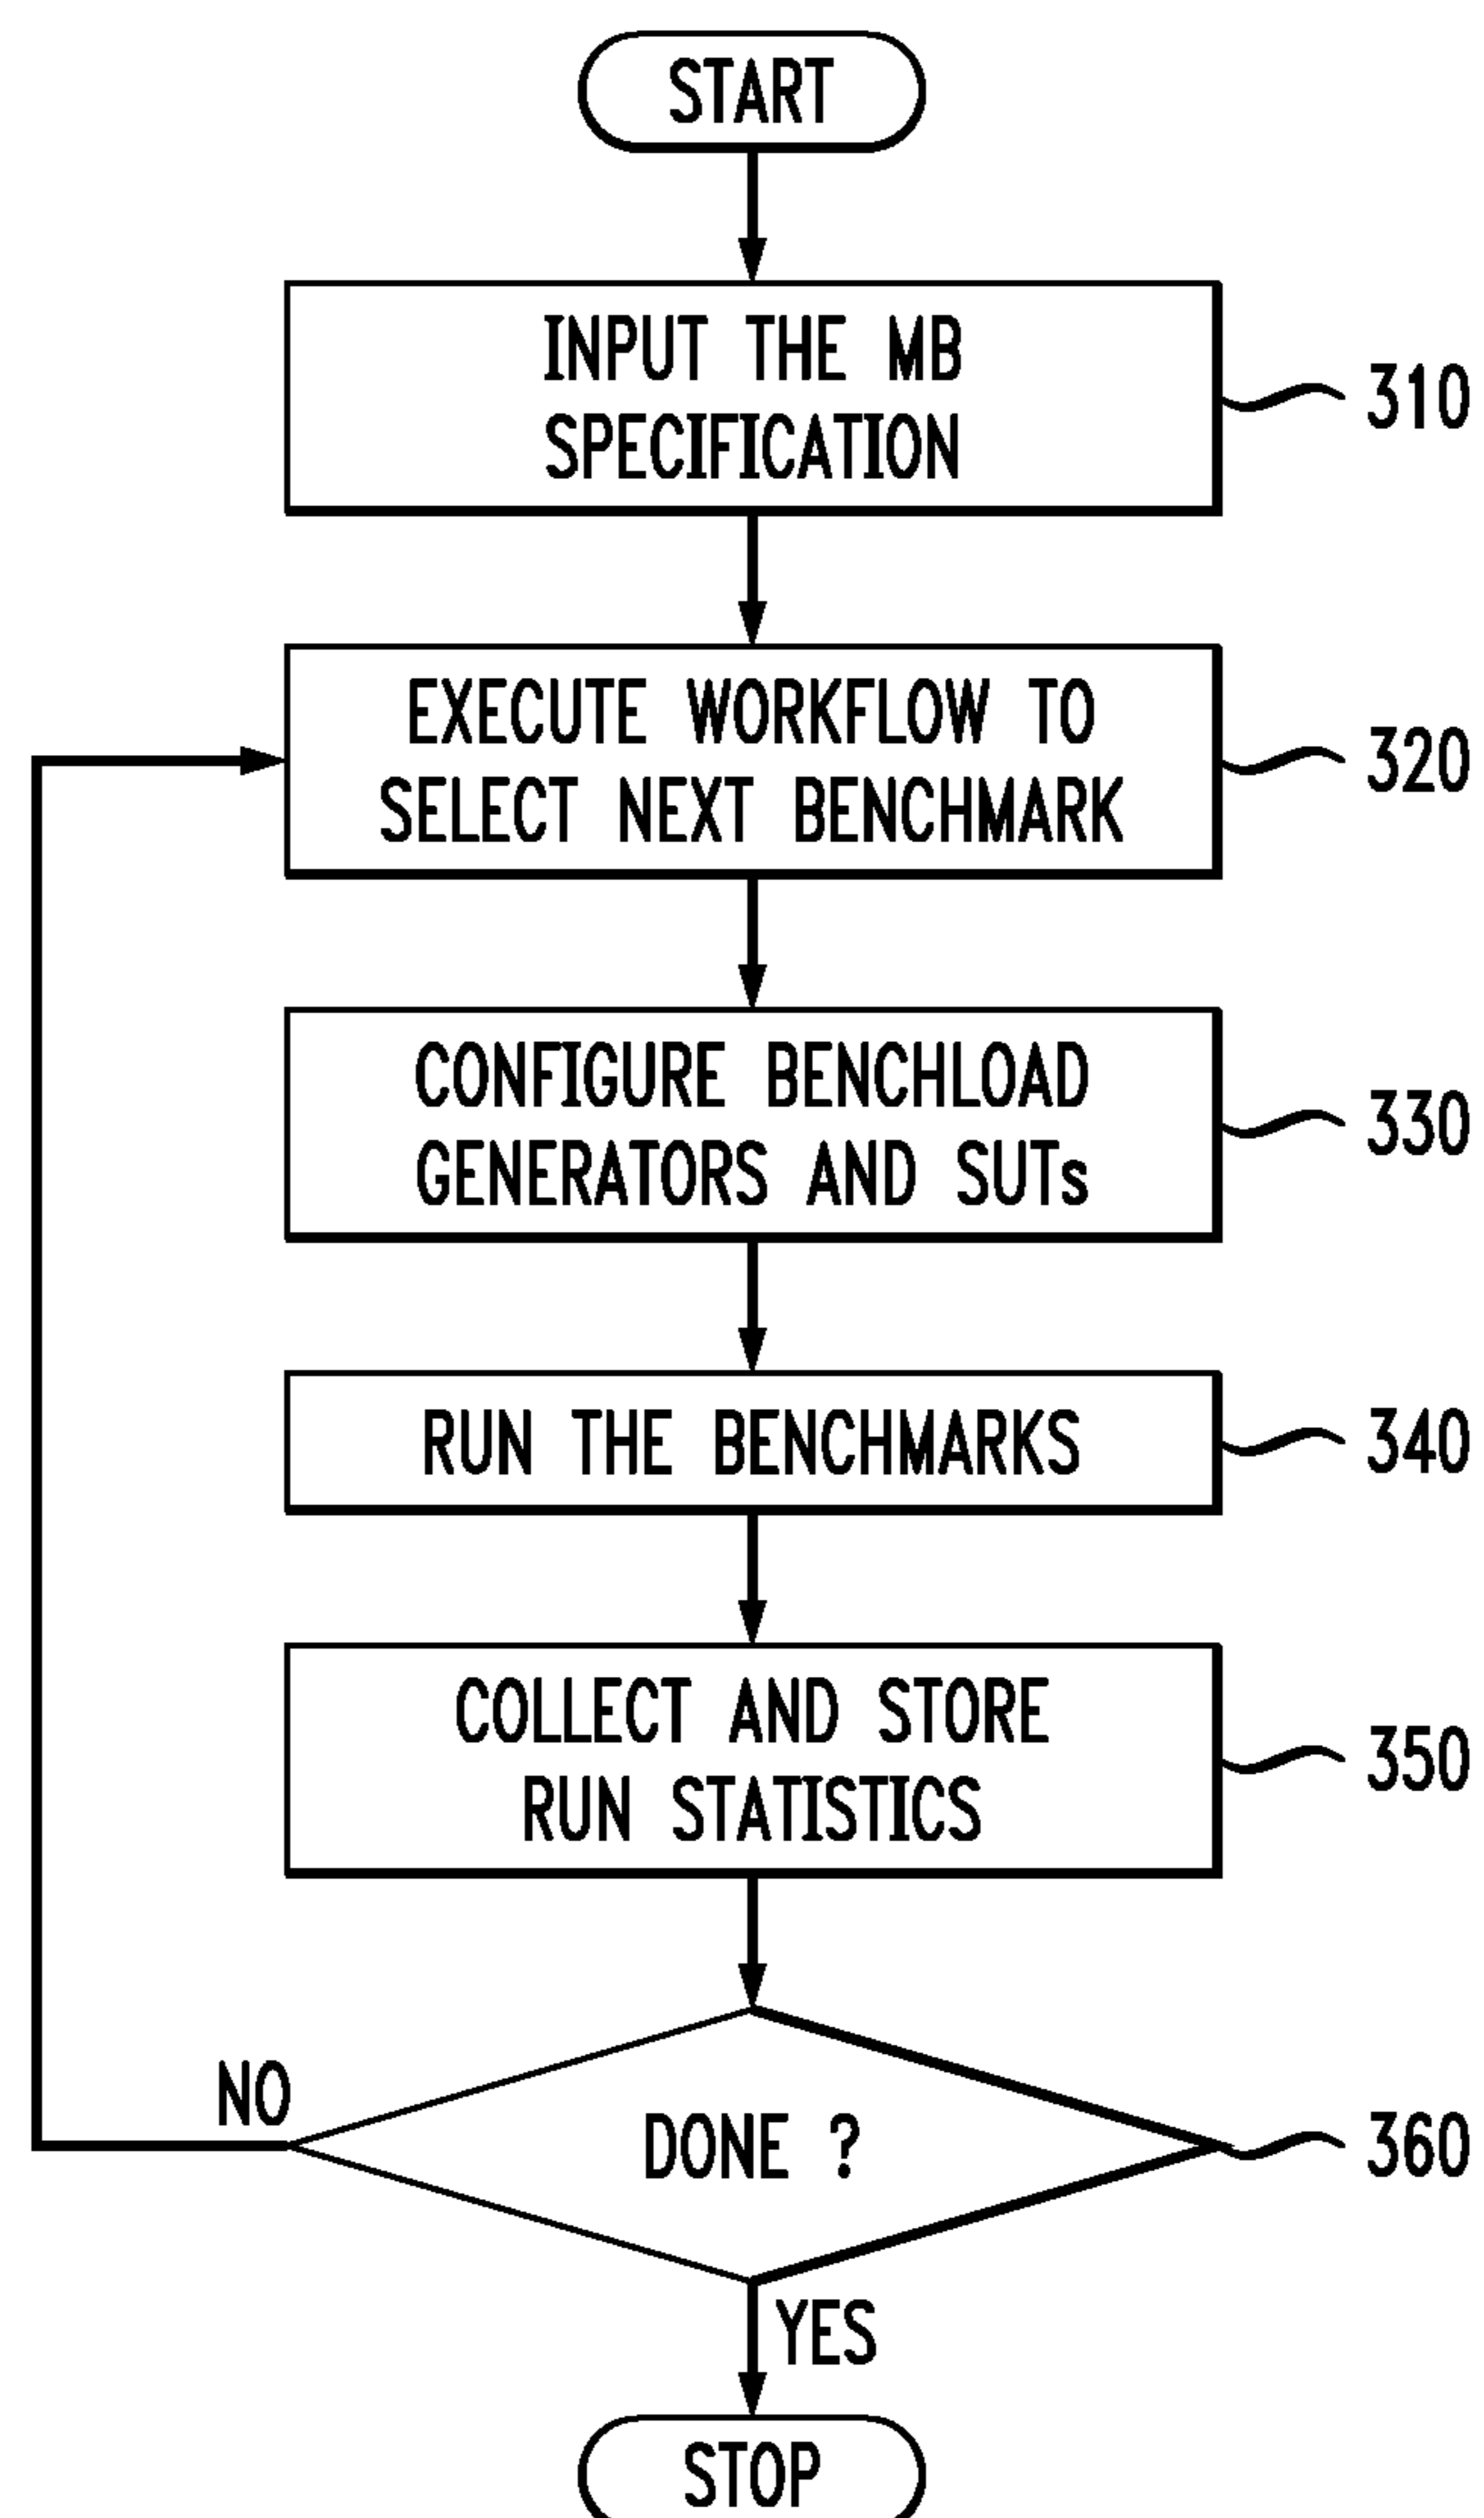 START
INPUT THE MB
SPECIFICATION
310
EXECUTE WORKFLOW TO
SELECT NEXT BENCHMARK
320
CONFIGURE BENCHLOAD
GENERATORS AND SUTs
330
RUN THE BENCHMARKS
340
COLLECT AND STORE
RUN STATISTICS
350
NO
DONE ?
360
YES
STOP